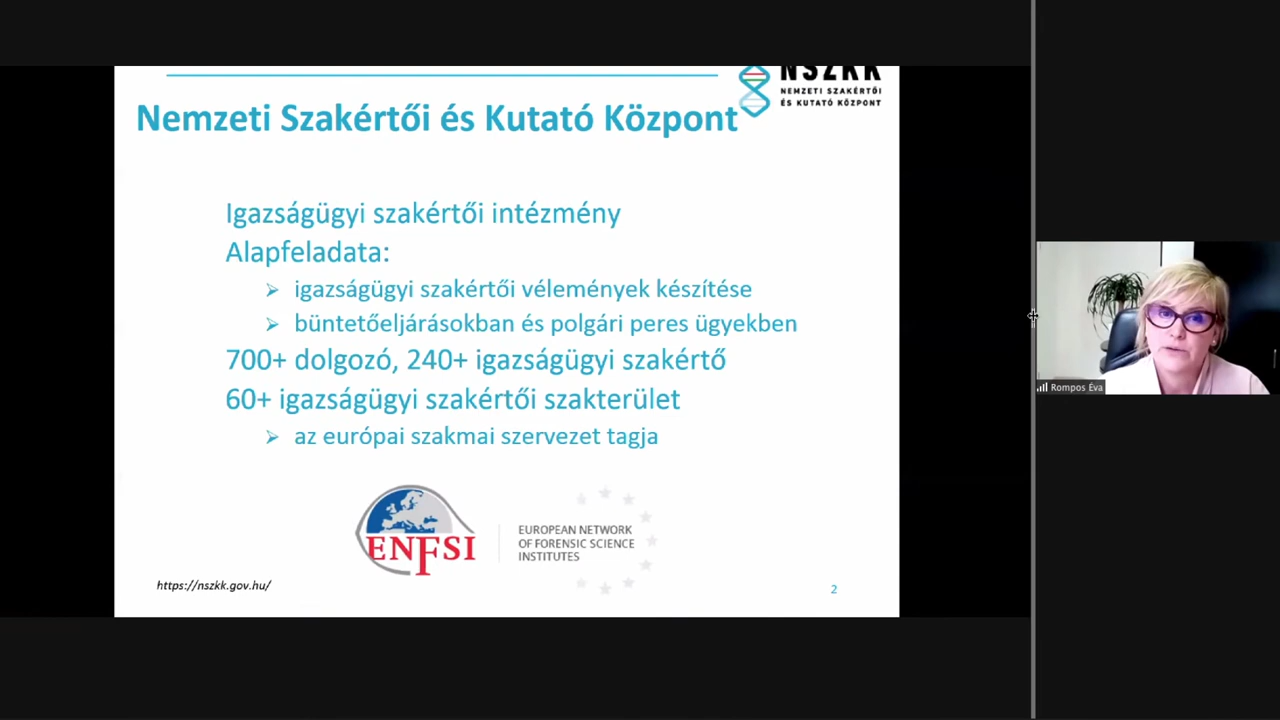 NSZKK
NEMZETI SZAKÉRTŐI
ÉS KUTATÓ KÖZPONT
Nemzeti Szakértői és Kutató Központ
Igazságügyi szakértői intézmény
Alapfeladata:
igazságügyi szakértői vélemények készítése
büntetőeljárásokban és polgári peres ügyekben
700+ dolgozó, 240+ igazságügyi szakértő
60+ igazságügyi szakértői szakterület
az európai szakmai szervezet tagja
ENFSI
EUROPEAN NETWORK
OF FORENSIC SCIENCE
INSTITUTES
https://nszkk.gov.hu/
2
Rompos Éva